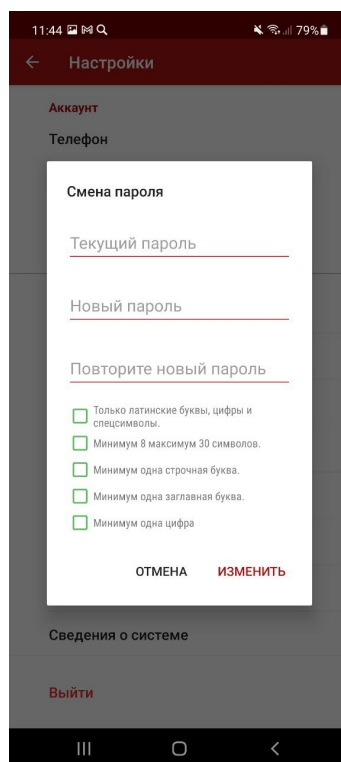 11:44
79%
Настройки
Аккаунт
Телефон
Смена пароля
Текущий пароль
Новый пароль
Повторите новый пароль
Только латинские буквы, цифры и
спецсимволы.
Минимум 8 максимум 30 символов.
Минимум одна строчная буква.
Минимум одна заглавная буква.
Минимум одна цифра
ОТМЕНА
ИЗМЕНИТЬ
Сведения о системе
Выйти